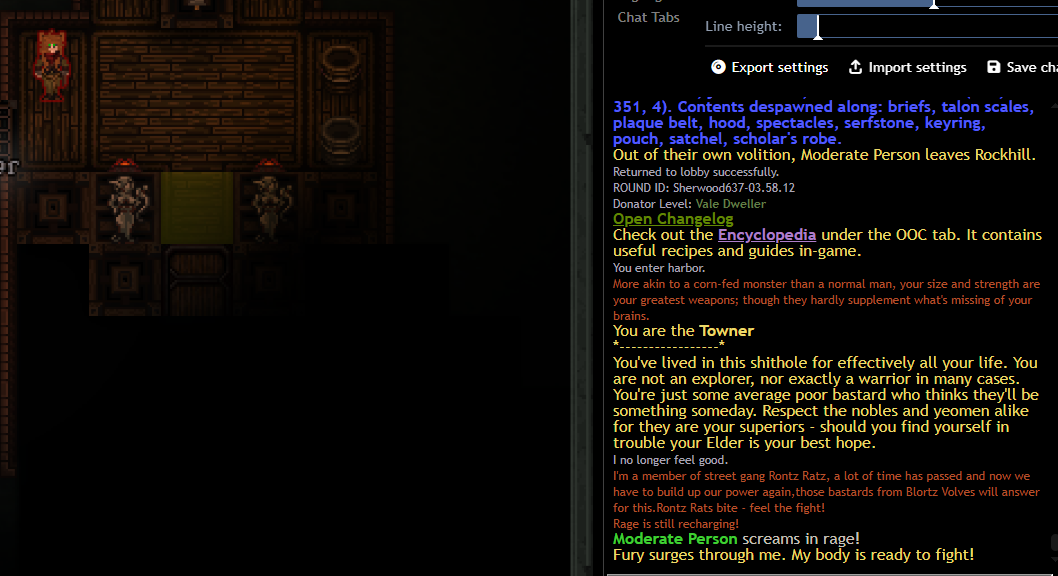 Chat Tabs
Line height:
Export settings
Import settings
Save cha
351, 4). Contents despawned along: briefs, talon scales,
plaque belt, hood, spectacles, serfstone, keyring,
pouch, satchel, scholar's robe.
Out of their own volition, Moderate Person leaves Rockhill.
Returned to lobby successfully.
ROUND ID: Sherwood637-03.58.12
Donator Level: Vale Dweller
Open Changelog
Check out the Encyclopedia under the OOC tab. It contains
useful recipes and guides in-game.
You enter harbor.
More akin to a corn-fed monster than a normal man, your size and strength are
your greatest weapons; though they hardly supplement what's missing of your
brains.
You are the Towner
*-----------------*
You've lived in this shithole for effectively all your life. You
are not an explorer, nor exactly a warrior in many cases.
You're just some average poor bastard who thinks they'll be
something someday. Respect the nobles and yeomen alike
for they are your superiors - should you find yourself in
trouble your Elder is your best hope.
I no longer feel good.
I'm a member of street gang Rontz Ratz, a lot of time has passed and now we
have to build up our power again,those bastards from Blortz Volves will answer
for this.Rontz Rats bite - feel the fight!
Rage is still recharging!
Moderate Person screams in rage!
Fury surges through me. My body is ready to fight!